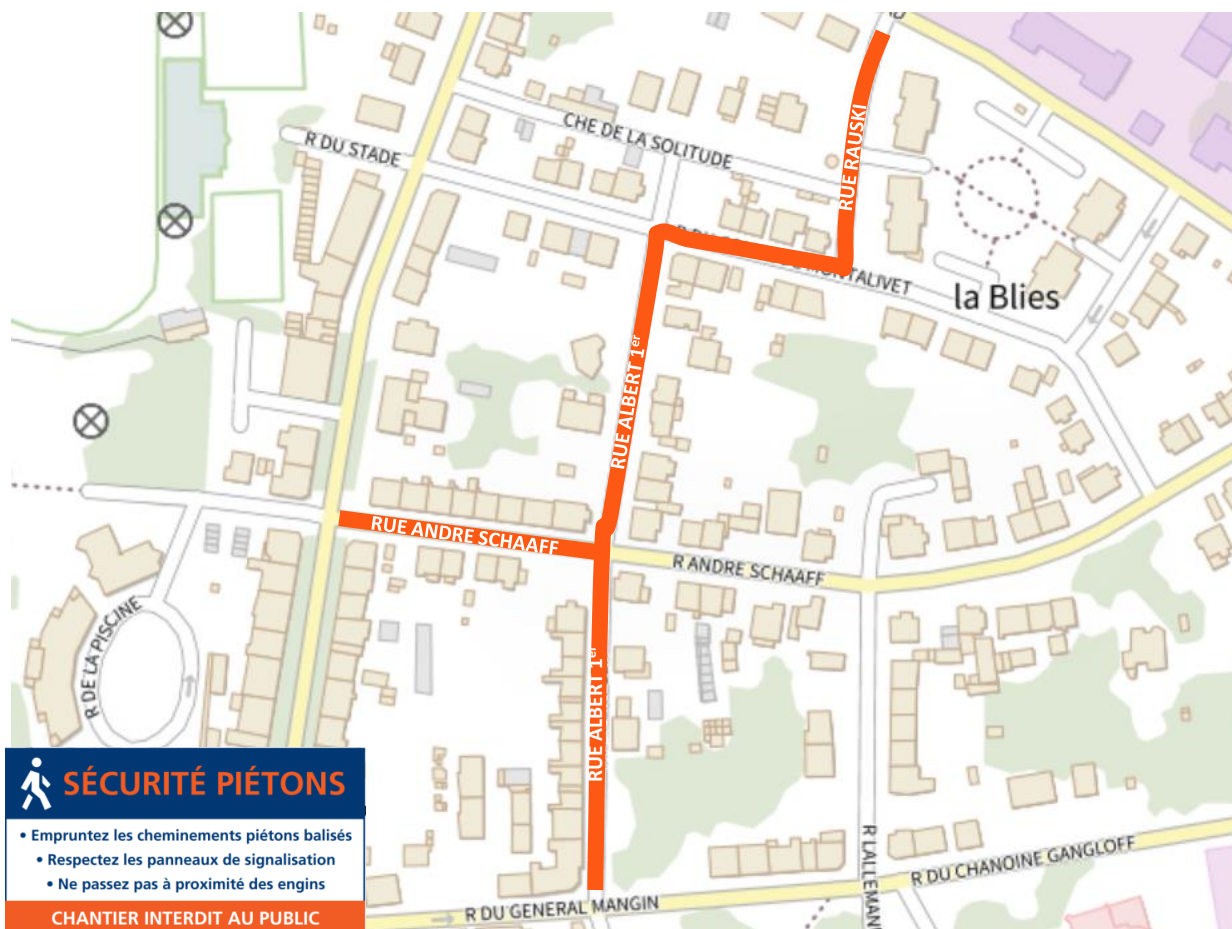 RUE RAUSKI
CHE DE LA SOLITUDE
R DU STADE
R DU
MONTALIVET
la Blies
RUE ALBERT 1er
RUE ANDRE SCHAAFF
R ANDRE SCHAAFF
R DE LA PISCINE
RUE ALBERT 1er
R LALLEMAN
R DU CHANOINE GANGLOFF
R DU GENERAL MANGIN
SÉCURITÉ PIÉTONS
• Empruntez les cheminements piétons balisés
• Respectez les panneaux de signalisation
• Ne passez pas à proximité des engins
CHANTIER INTERDIT AU PUBLIC